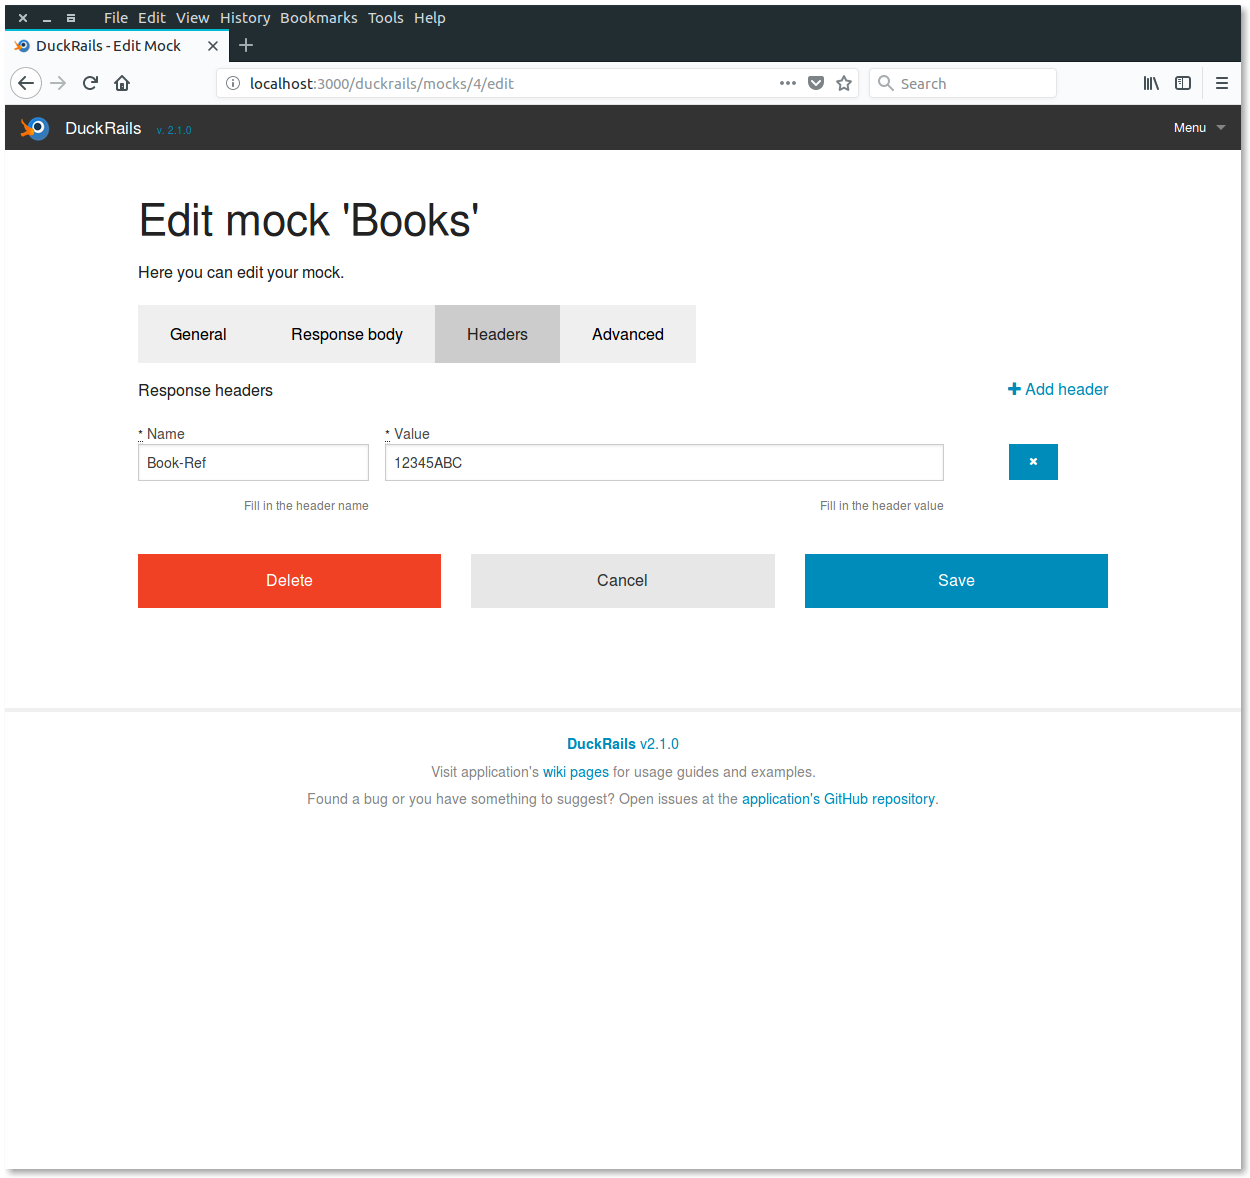 File Edit View History Bookmarks Tools Help
DuckRails - Edit Mock
localhost:3000/duckrails/mocks/4/edit
Search
DuckRails v. 2.1.0
Menu
Edit mock 'Books'
Here you can edit your mock.
General Response body Headers Advanced
Response headers
Add header
* Name * Value
Book-Ref 12345ABC
Fill in the header name Fill in the header value
Delete Cancel Save
DuckRails v2.1.0
Visit application's wiki pages for usage guides and examples.
Found a bug or you have something to suggest? Open issues at the application's GitHub repository.